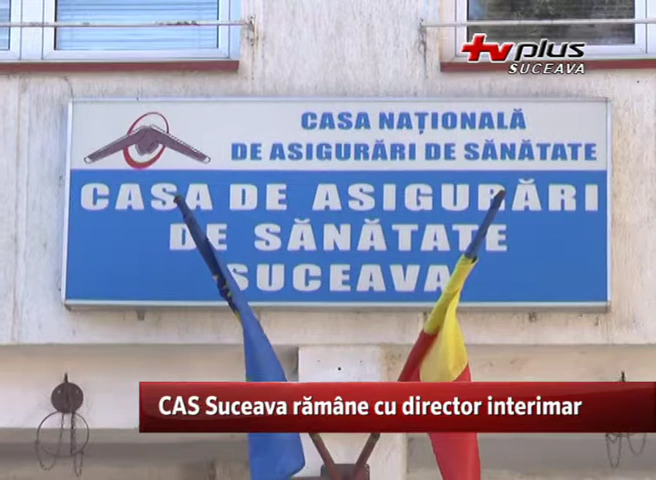 tv plus
SUCEAVA
CASA NAȚIONALĂ
DE ASIGURĂRI DE SĂNĂTATE
CASA DE ASIGURĂRI
DE SĂNĂTATE
SUCEAVA
CAS Suceava rămâne cu director interimar